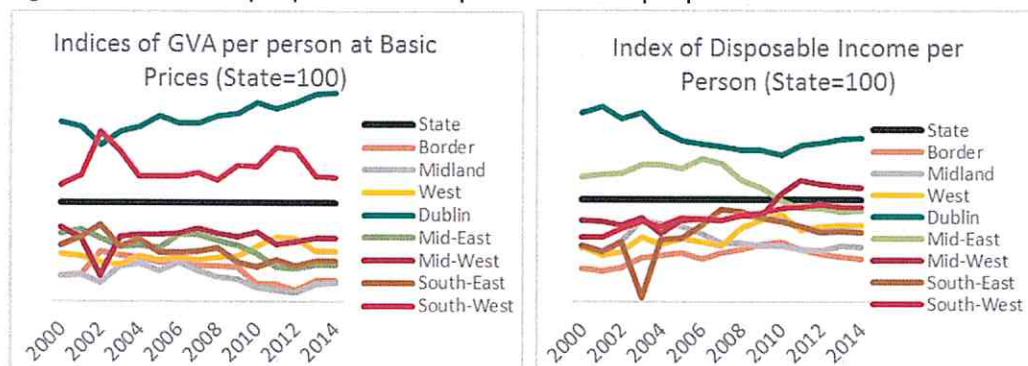 Indices of GVA per person at Basic
Prices (State=100)
State
Border
Midland
West
Dublin
Mid-East
Mid-West
South-East
South-West
2000
2002
2004
2006
2008
2010
2012
2014
Index of Disposable Income per
Person (State=100)
State
Border
Midland
West
Dublin
Mid-East
Mid-West
South-East
South-West
2000
2002
2004
2006
2008
2010
2012
2014